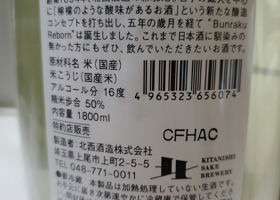 に「檸檬のような酸味があるお酒」という新たな醸造
コンセプトを打ち出し、五年の歳月を経て"Bunraku
Reborn"が誕生しました。これまで日本酒に馴染みの
無かった方にもぜひ、飲んでいただきたいお酒です。
原材料名 米(国産)
米こうじ(国産米)
アルコール分 16度
精米歩合 50%
内容量 1800ml
特約店販売
4965323656074
CFHAC
製造者:北西酒造株式会社
埼玉県上尾市上町2-5-5
048-771-0011
KITANISHI
SAKE BREWERY
●冷蔵 本製品は加熱処理していない生酒です。